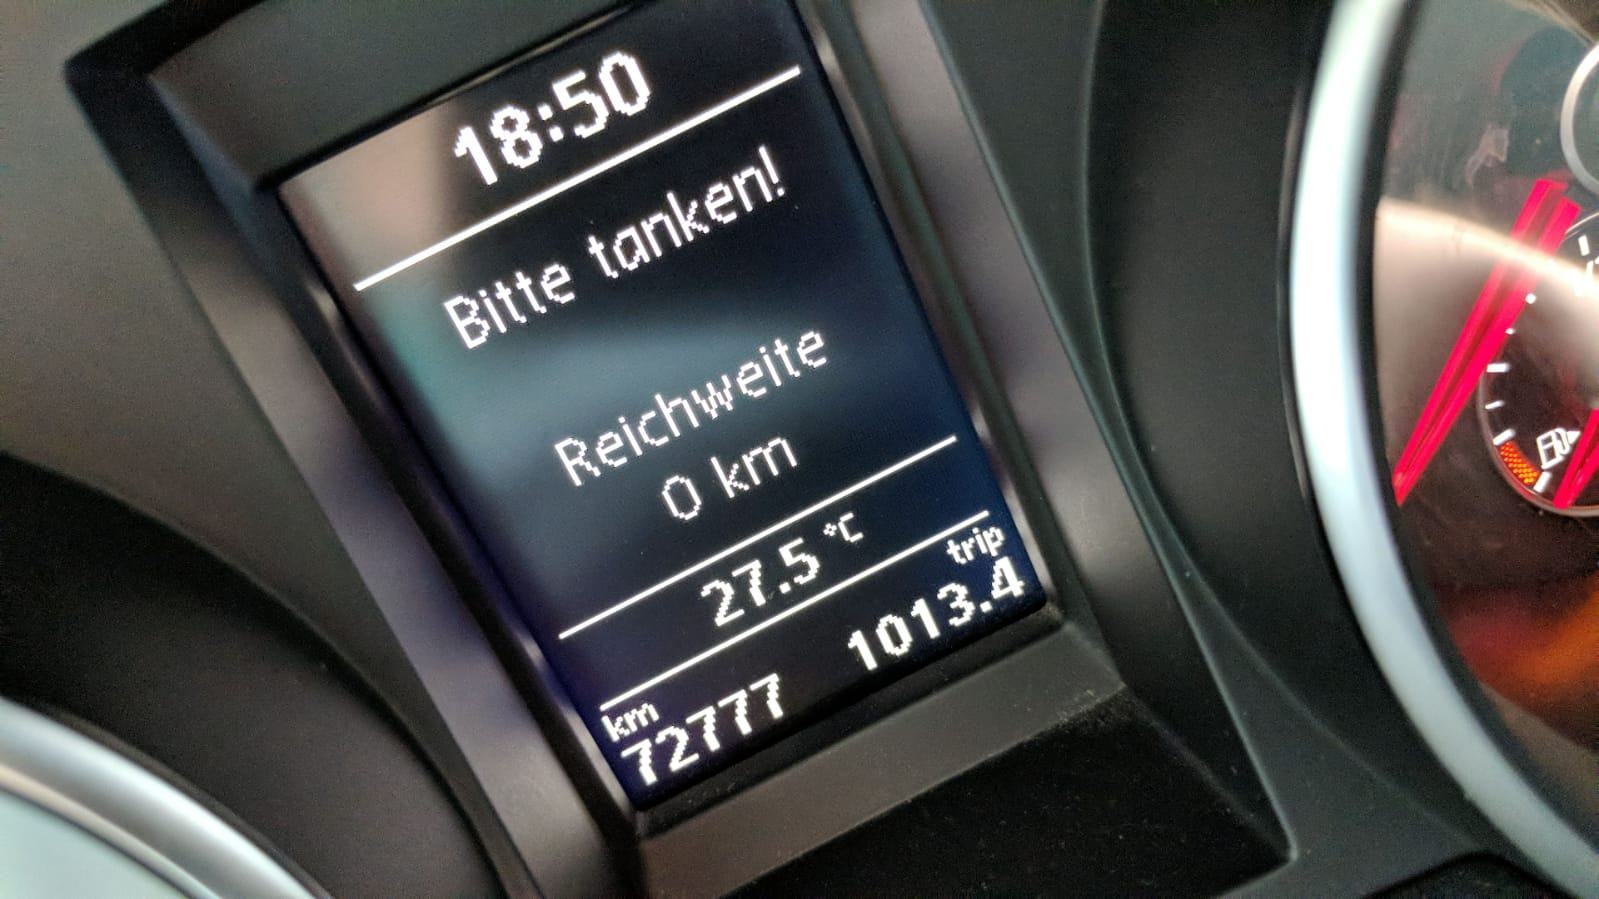 18:50
Bitte tanken!
Reichweite
0 km
27.5 °C
trip
1013.4
km
72777